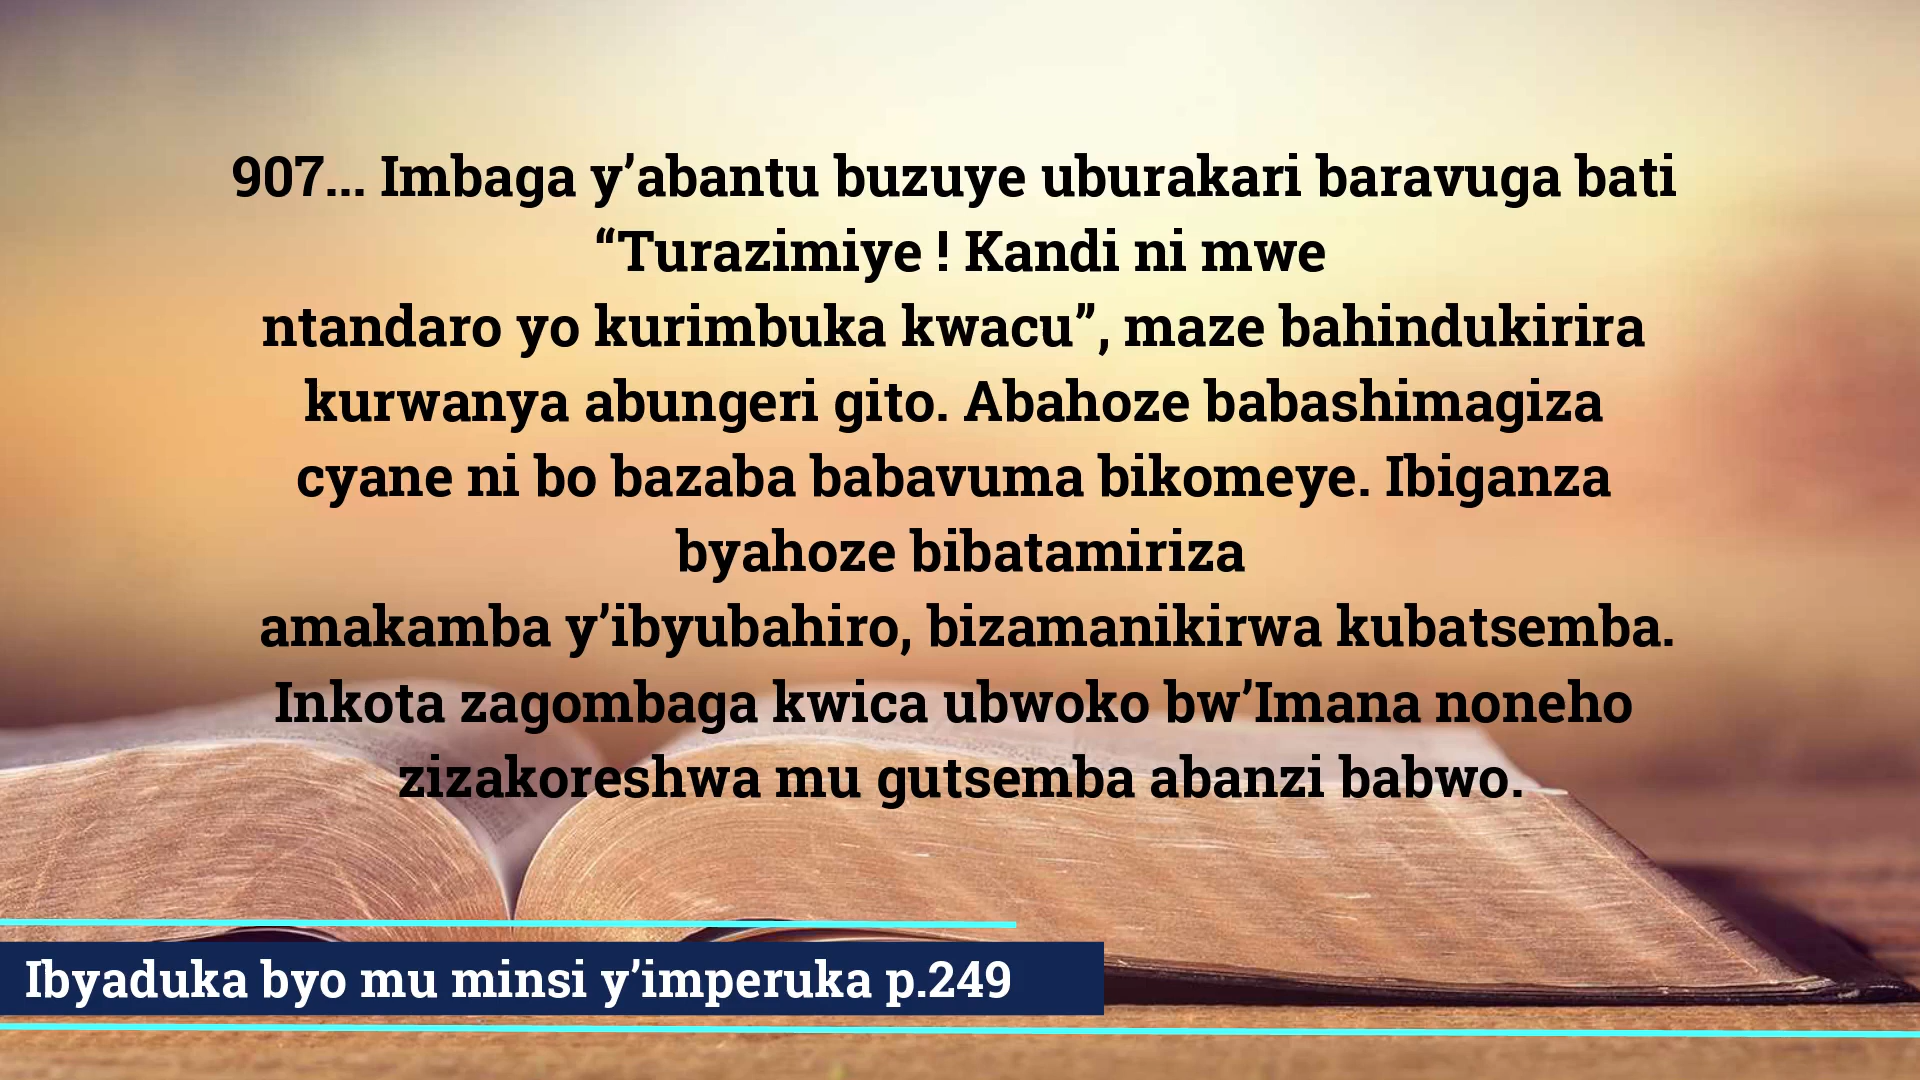 907... Imbaga y’abantu buzuye uburakari baravuga bati
“Turazimiye ! Kandi ni mwe
ntandaro yo kurimbuka kwacu”, maze bahindukirira
kurwanya abungeri gito. Abahoze babashimagiza
cyane ni bo bazaba babavuma bikomeye. Ibiganza
byahoze bibatamiriza
amakamba y’ibyubahiro, bizamanikirwa kubatsemba.
Inkota zagombaga kwica ubwoko bw’Imana noneho
zizakoreshwa mu gutsemba abanzi babwo.
Ibyaduka byo mu minsi y’imperuka p.249